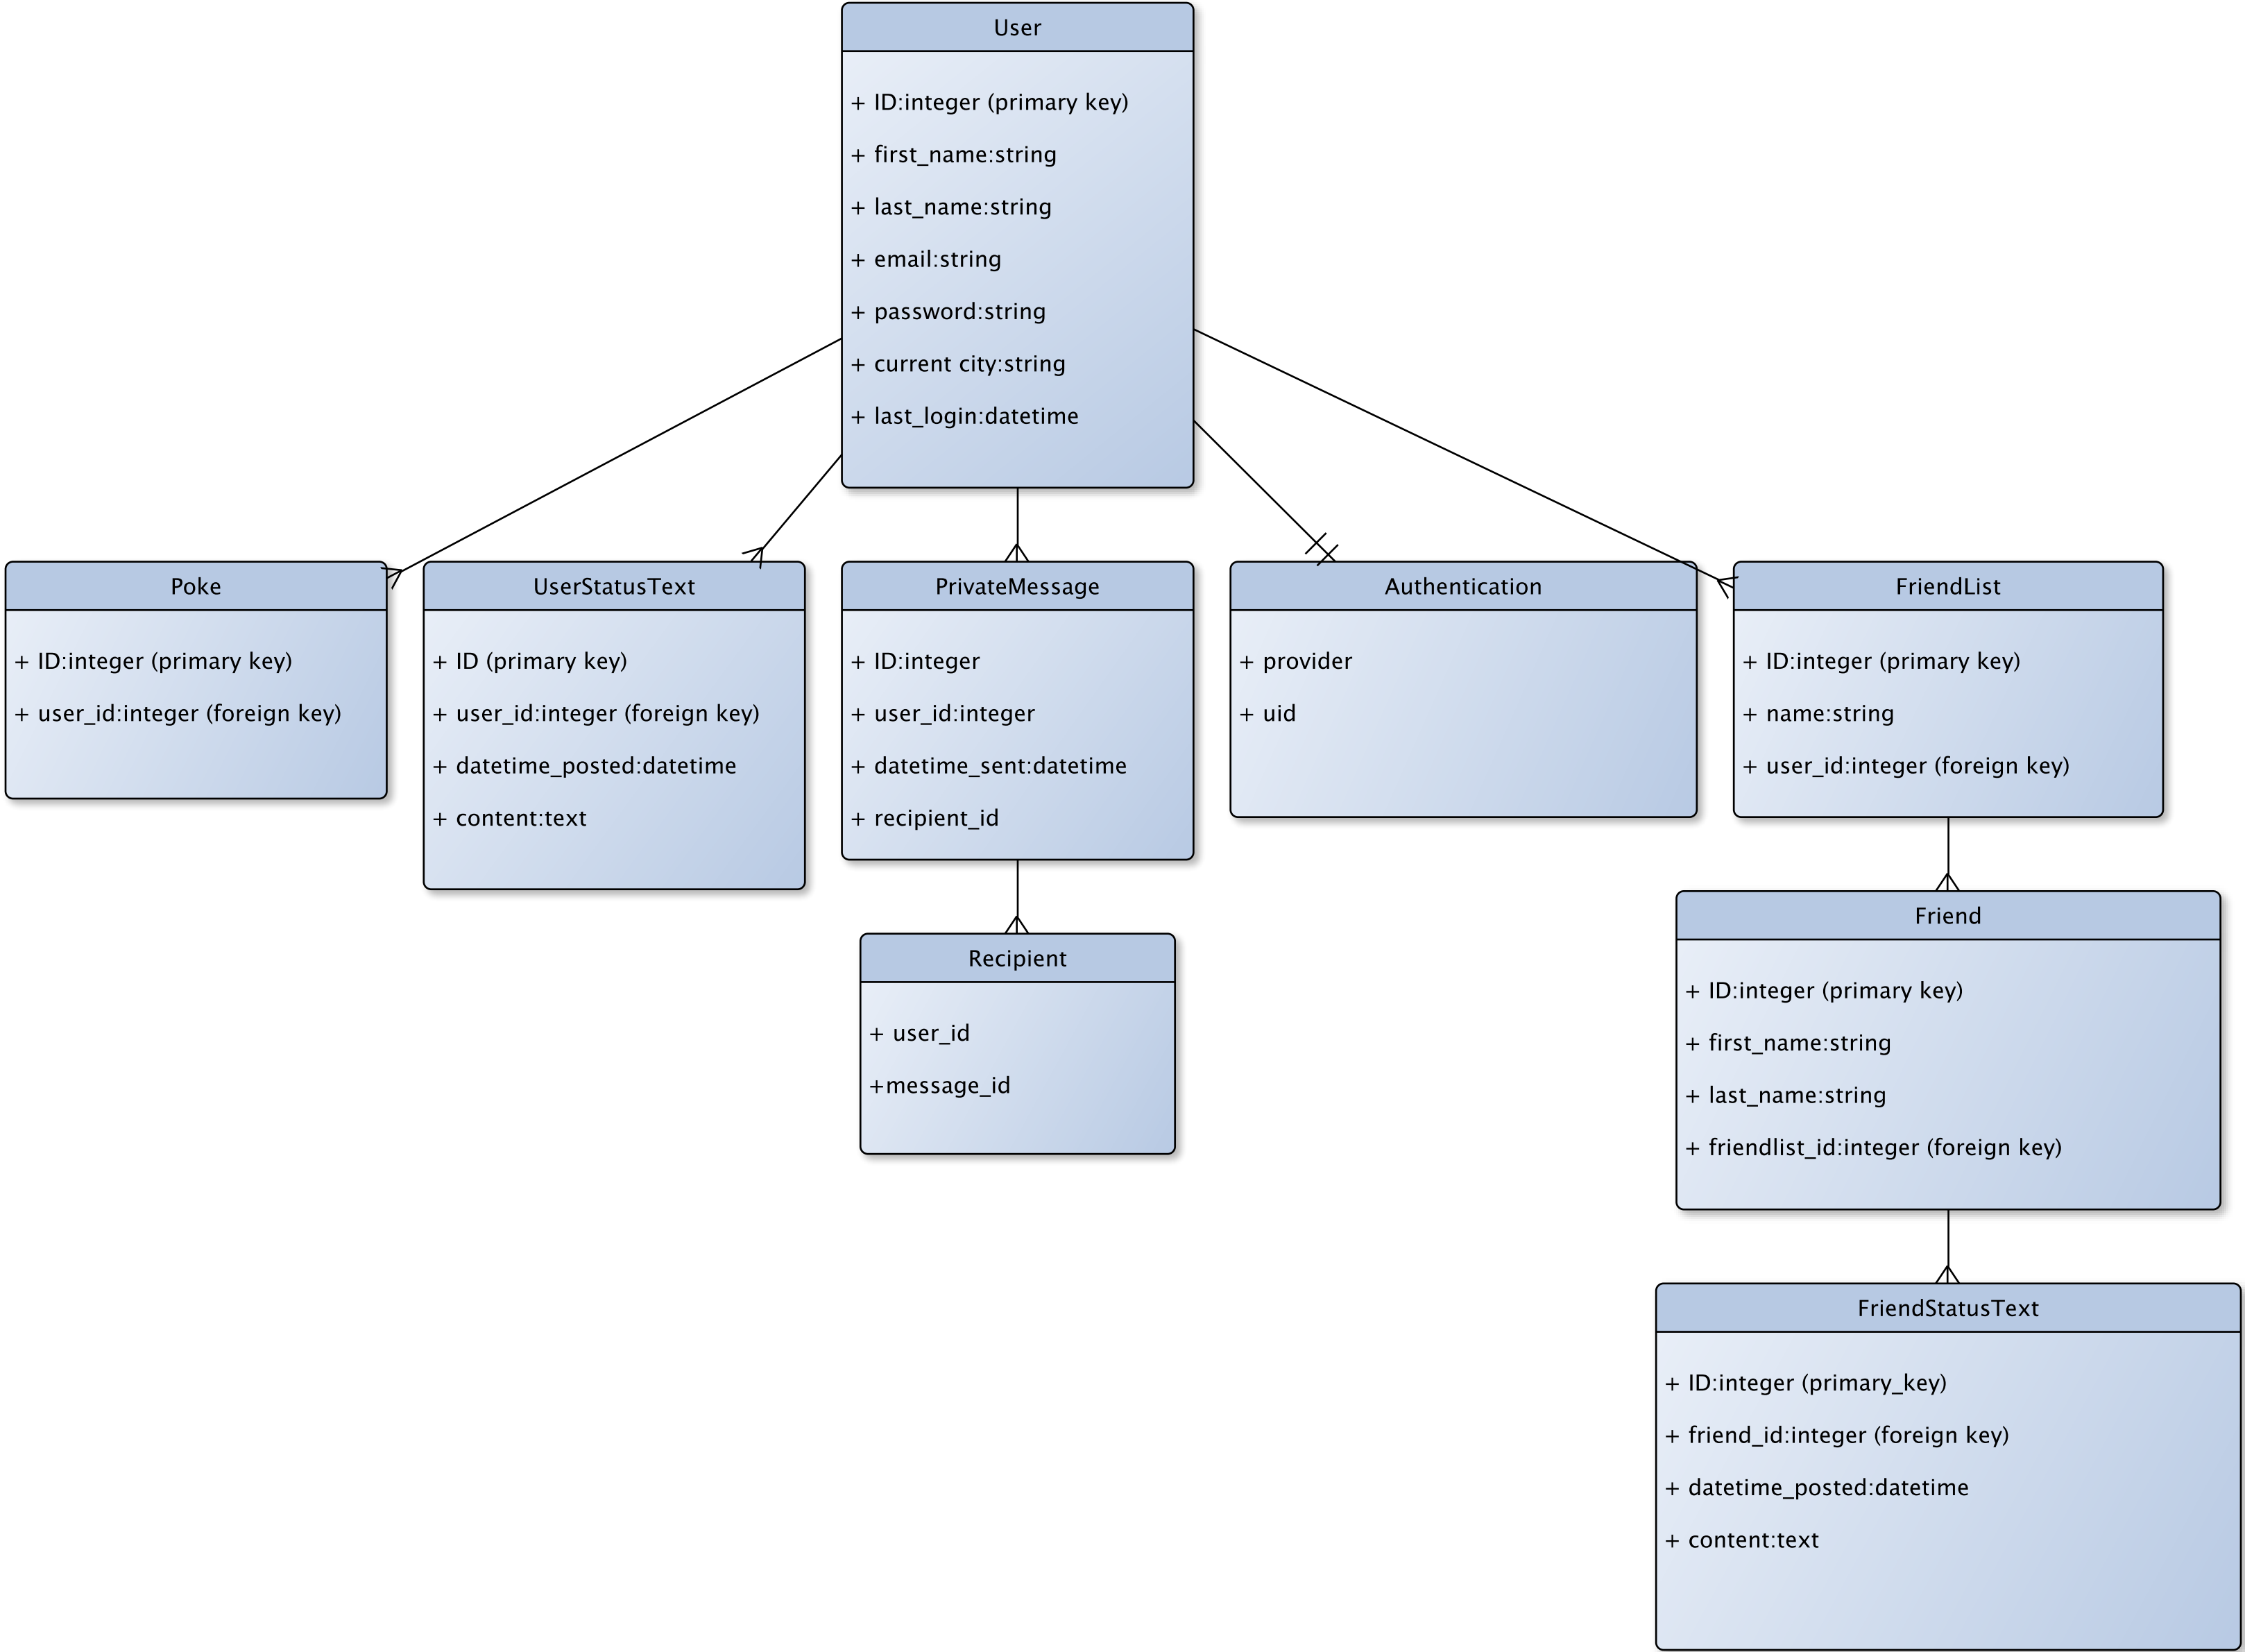 User
+ ID:integer (primary key)
+ first_name:string
+ last_name:string
+ email:string
+ password:string
+ current city:string
+ last_login:datetime
Poke
+ ID:integer (primary key)
+ user_id:integer (foreign key)
UserStatusText
+ ID (primary key)
+ user_id:integer (foreign key)
+ datetime_posted:datetime
+ content:text
PrivateMessage
+ ID:integer
+ user_id:integer
+ datetime_sent:datetime
+ recipient_id
Authentication
+ provider
+ uid
FriendList
+ ID:integer (primary key)
+ name:string
+ user_id:integer (foreign key)
Recipient
+ user_id
+message_id
Friend
+ ID:integer (primary key)
+ first_name:string
+ last_name:string
+ friendlist_id:integer (foreign key)
FriendStatusText
+ ID:integer (primary_key)
+ friend_id:integer (foreign key)
+ datetime_posted:datetime
+ content:text